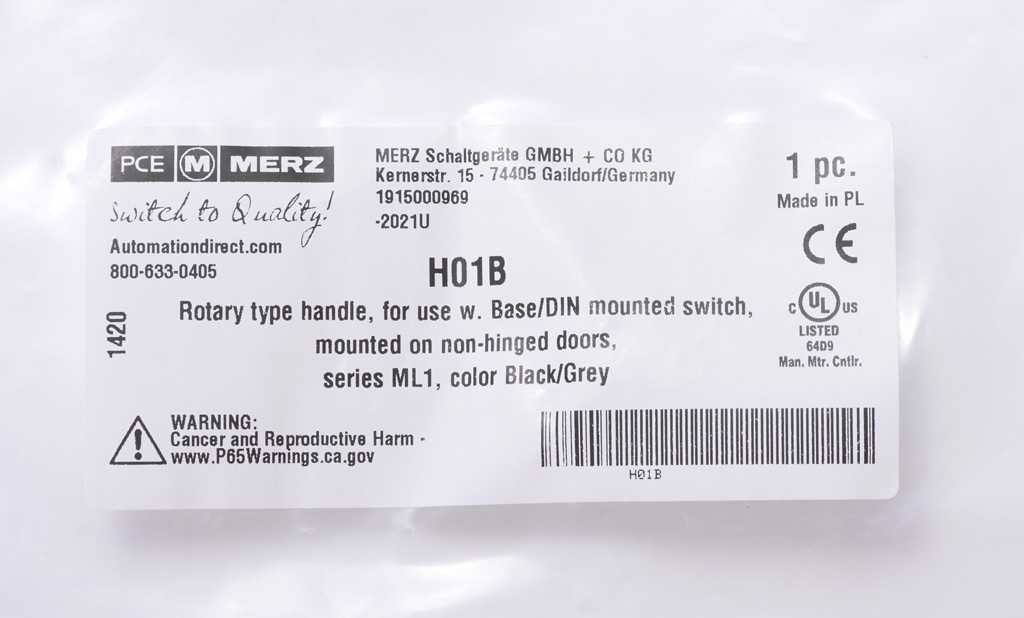 PCE M MERZ
Switch to Quality!
Automationdirect.com
800-633-0405
MERZ Schaltgeräte GMBH + CO KG
Kernerstr. 15 - 74405 Gaildorf/Germany
1915000969
-2021U
1 pc.
Made in PL
CE
H01B
Rotary type handle, for use w. Base/DIN mounted switch,
mounted on non-hinged doors,
series ML1, color Black/Grey
1420
C UL US
LISTED
64D9
Man. Mtr. Cntlr.
WARNING:
Cancer and Reproductive Harm -
www.P65Warnings.ca.gov
H01B